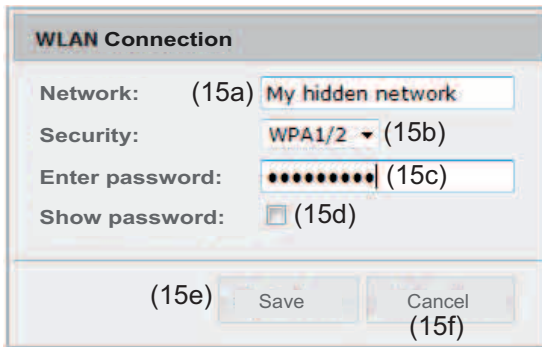 WLAN Connection
Network: (15a) My hidden network
Security: WPA1/2 (15b)
Enter password: •••••••••| (15c)
Show password: (15d)
(15e) Save Cancel
(15f)